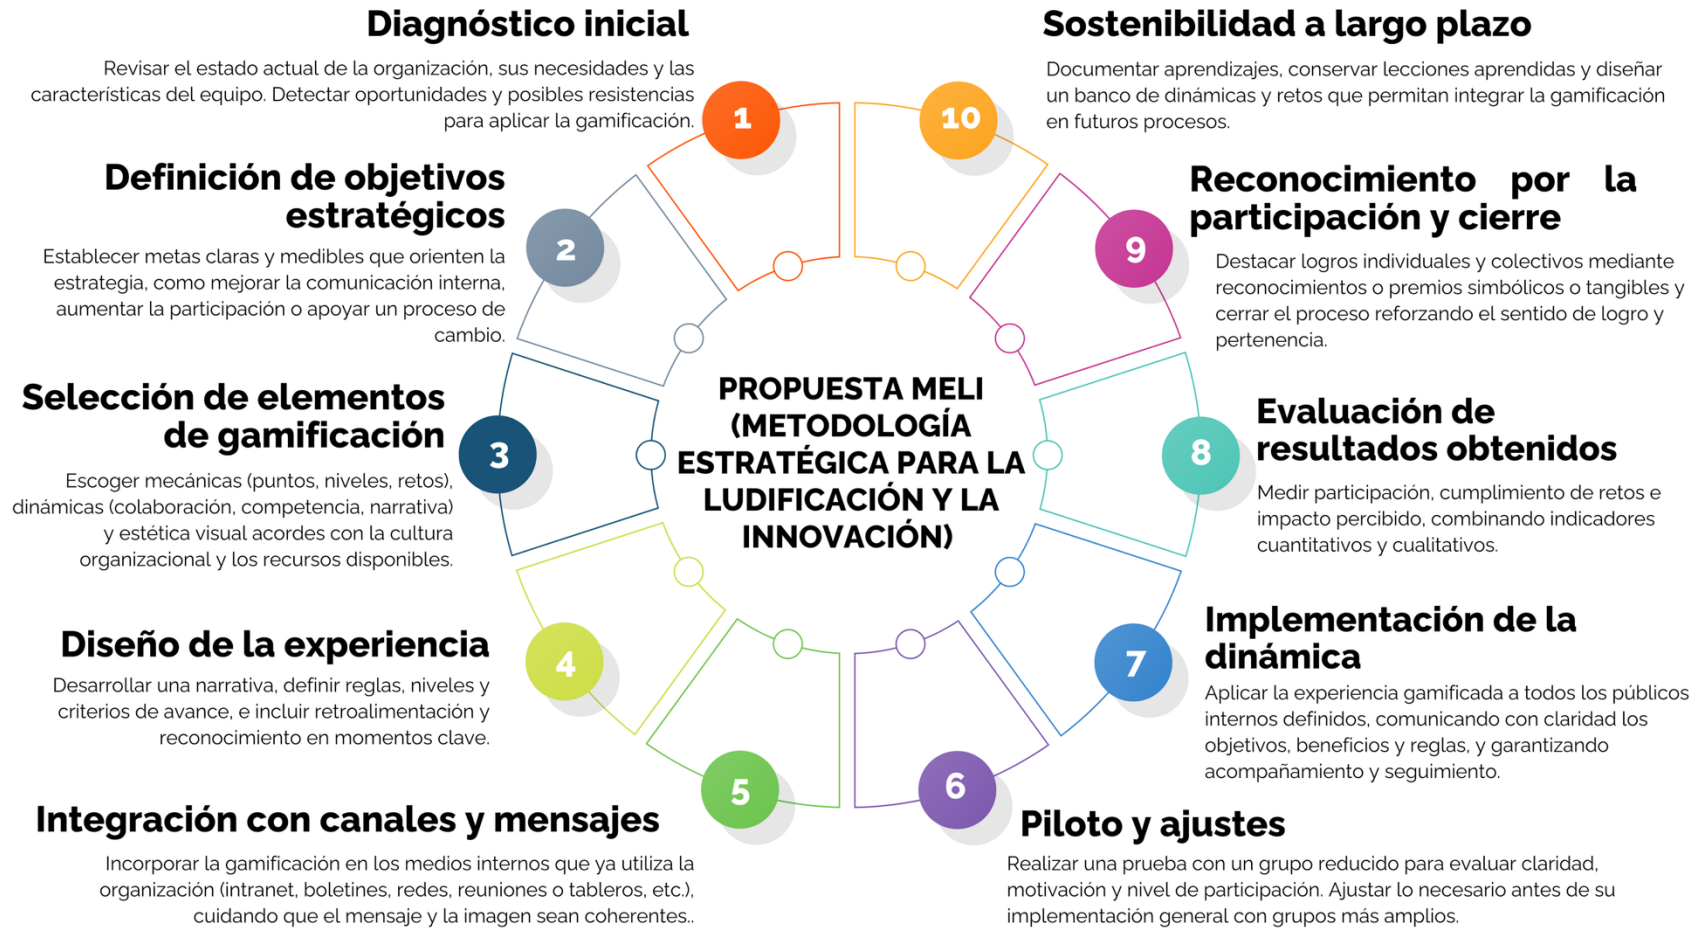 PROPUESTA MELI
(METODOLOGÍA
ESTRATÉGICA PARA LA
LUDIFICACIÓN Y LA
INNOVACIÓN)
1
Diagnóstico inicial
Revisar el estado actual de la organización, sus necesidades y las
características del equipo. Detectar oportunidades y posibles resistencias
para aplicar la gamificación.
2
Definición de objetivos
estratégicos
Establecer metas claras y medibles que orienten la
estrategia, como mejorar la comunicación interna,
aumentar la participación o apoyar un proceso de
cambio.
3
Selección de elementos
de gamificación
Escoger mecánicas (puntos, niveles, retos),
dinámicas (colaboración, competencia, narrativa)
y estética visual acordes con la cultura
organizacional y los recursos disponibles.
4
Diseño de la experiencia
Desarrollar una narrativa, definir reglas, niveles y
criterios de avance, e incluir retroalimentación y
reconocimiento en momentos clave.
5
Integración con canales y mensajes
Incorporar la gamificación en los medios internos que ya utiliza la
organización (intranet, boletines, redes, reuniones o tableros, etc.),
cuidando que el mensaje y la imagen sean coherentes..
6
Piloto y ajustes
Realizar una prueba con un grupo reducido para evaluar claridad,
motivación y nivel de participación. Ajustar lo necesario antes de su
implementación general con grupos más amplios.
7
Implementación de la
dinámica
Aplicar la experiencia gamificada a todos los públicos
internos definidos, comunicando con claridad los
objetivos, beneficios y reglas, y garantizando
acompañamiento y seguimiento.
8
Evaluación de
resultados obtenidos
Medir participación, cumplimiento de retos e
impacto percibido, combinando indicadores
cuantitativos y cualitativos.
9
Reconocimiento por la
participación y cierre
Destacar logros individuales y colectivos mediante
reconocimientos o premios simbólicos o tangibles y
cerrar el proceso reforzando el sentido de logro y
pertenencia.
10
Sostenibilidad a largo plazo
Documentar aprendizajes, conservar lecciones aprendidas y diseñar
un banco de dinámicas y retos que permitan integrar la gamificación
en futuros procesos.